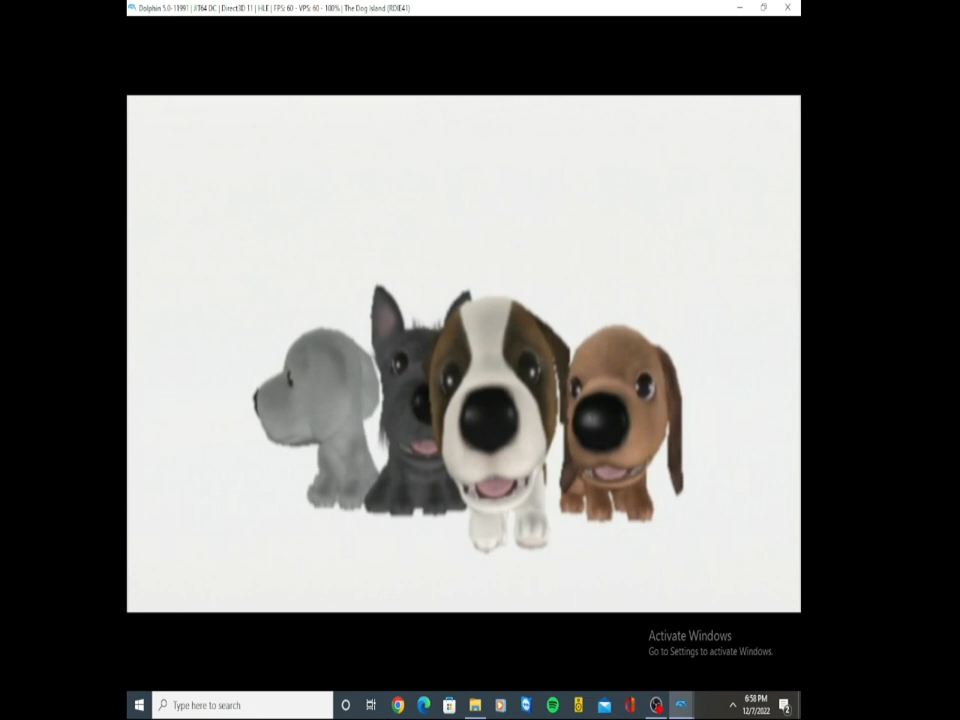 Dolphin 5.0-11991 | JIT64 DC | Direct3D 11 | HLE | FPS: 60 - VPS: 60 - 100% | The Dog Island (RDIE41)
Activate Windows
Go to Settings to activate Windows.
Type here to search
6:58 PM
12/7/2022
2